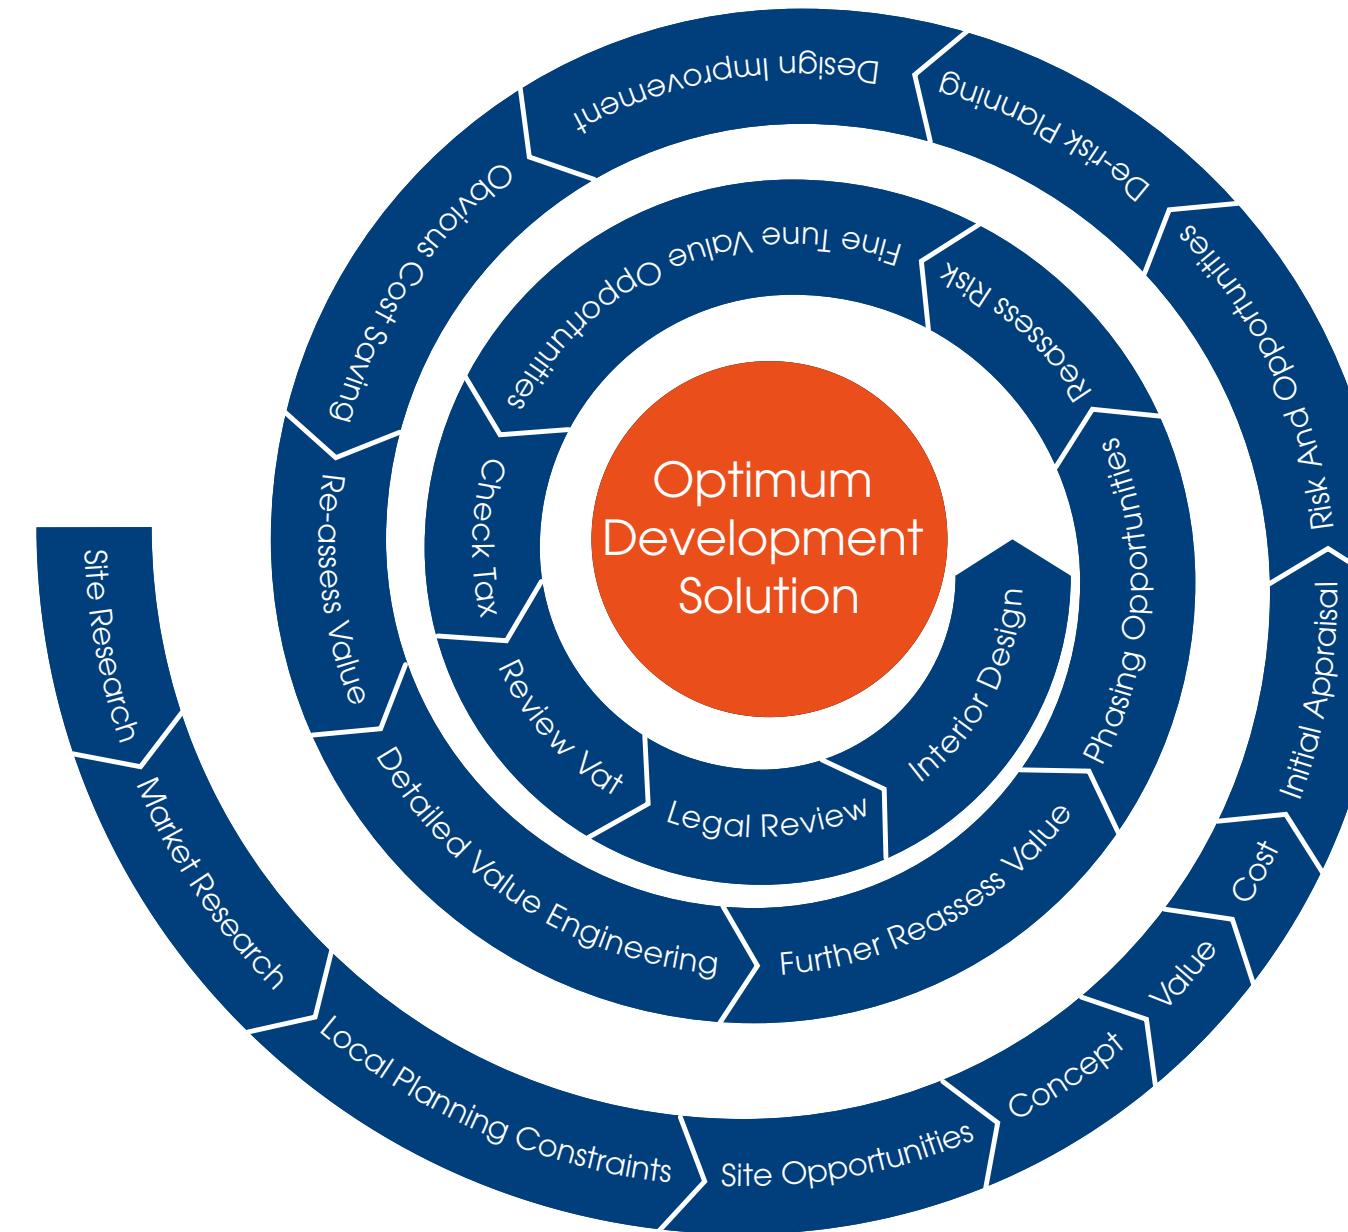 Site Research
Market Research
Local Planning Constraints
Site Opportunities
Concept
Value
Cost
Initial Appraisal
Risk And Opportunities
De-risk Planning
Design Improvement
Obvious Cost Saving
Re-assess Value
Detailed Value Engineering
Further Reassess Value
Phasing Opportunities
Reassess Risk
Fine Tune Value Opportunities
Check Tax
Review Vat
Legal Review
Interior Design
Optimum
Development
Solution